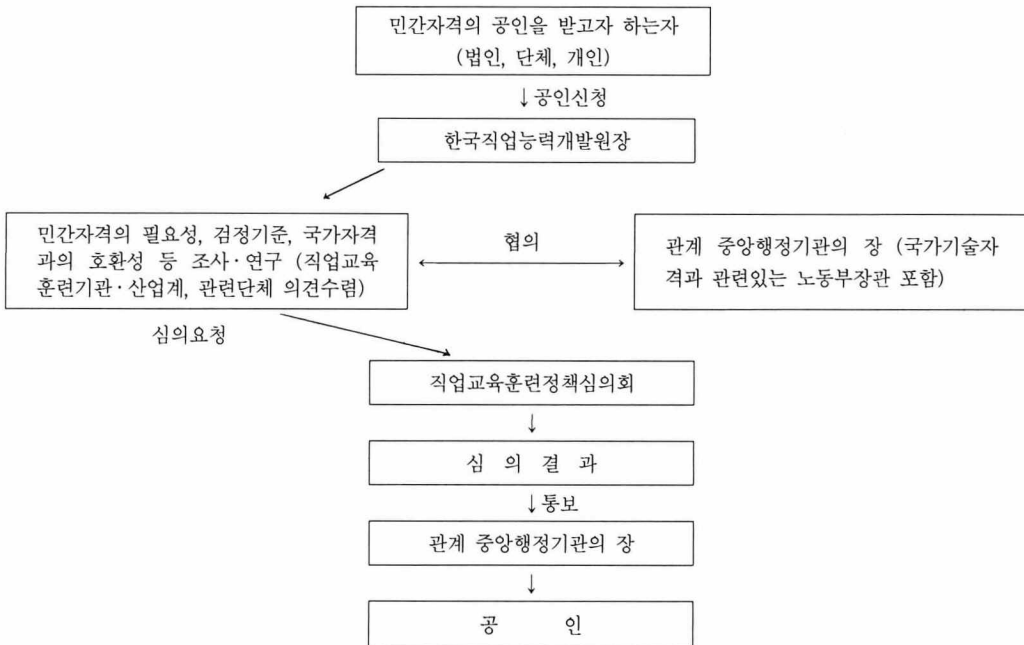 민간자격의 공인을 받고자 하는자
(법인, 단체, 개인)
↓공인신청
한국직업능력개발원장
민간자격의 필요성, 검정기준, 국가자격
과의 호환성 등 조사·연구 (직업교육
훈련기관·산업계, 관련단체 의견수렴)
협의
관계 중앙행정기관의 장 (국가기술자
격과 관련있는 노동부장관 포함)
심의요청
직업교육훈련정책심의회
↓
심 의 결 과
↓통보
관계 중앙행정기관의 장
↓
공 인